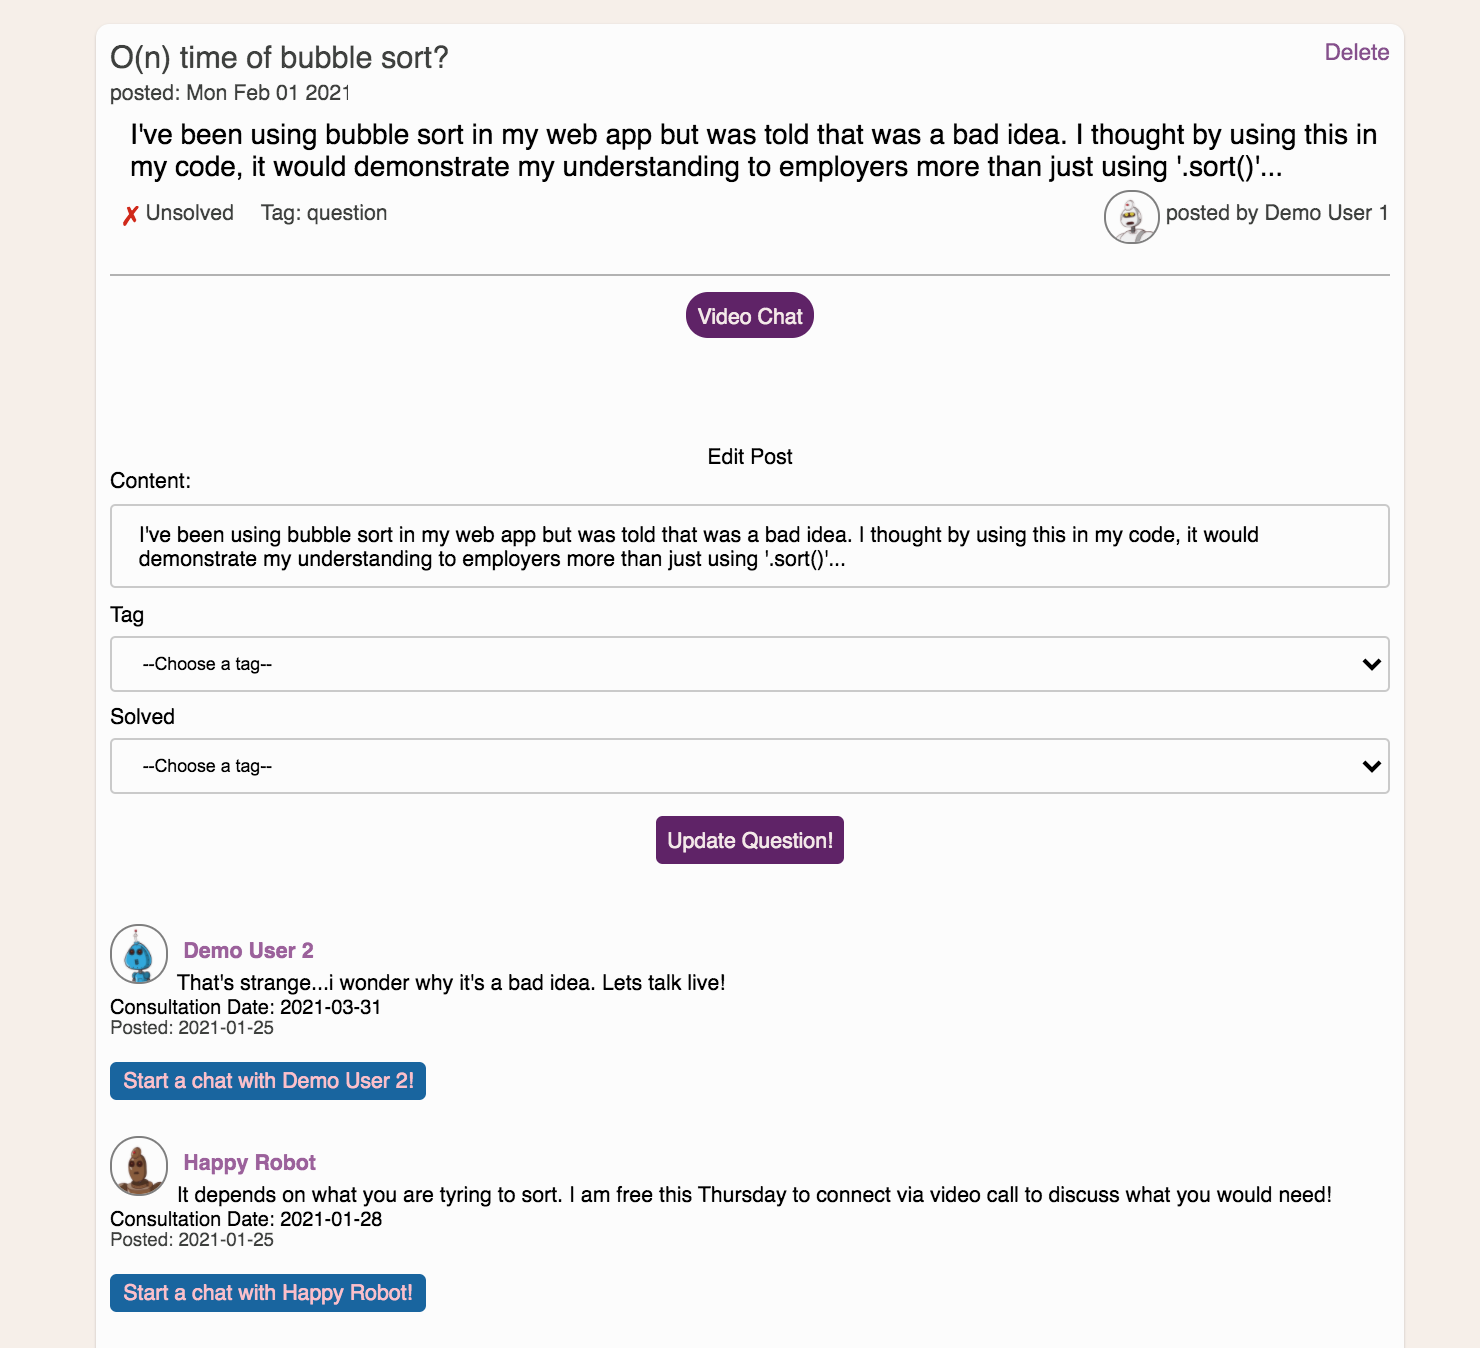 O(n) time of bubble sort?
Delete
posted: Mon Feb 01 2021
I've been using bubble sort in my web app but was told that was a bad idea. I thought by using this in
my code, it would demonstrate my understanding to employers more than just using '.sort()'...
✗ Unsolved Tag: question
posted by Demo User 1
Video Chat
Edit Post
Content:
I've been using bubble sort in my web app but was told that was a bad idea. I thought by using this in my code, it would
demonstrate my understanding to employers more than just using '.sort()'...
Tag
--Choose a tag--
Solved
--Choose a tag--
Update Question!
Demo User 2
That's strange...i wonder why it's a bad idea. Lets talk live!
Consultation Date: 2021-03-31
Posted: 2021-01-25
Start a chat with Demo User 2!
Happy Robot
It depends on what you are tyring to sort. I am free this Thursday to connect via video call to discuss what you would need!
Consultation Date: 2021-01-28
Posted: 2021-01-25
Start a chat with Happy Robot!